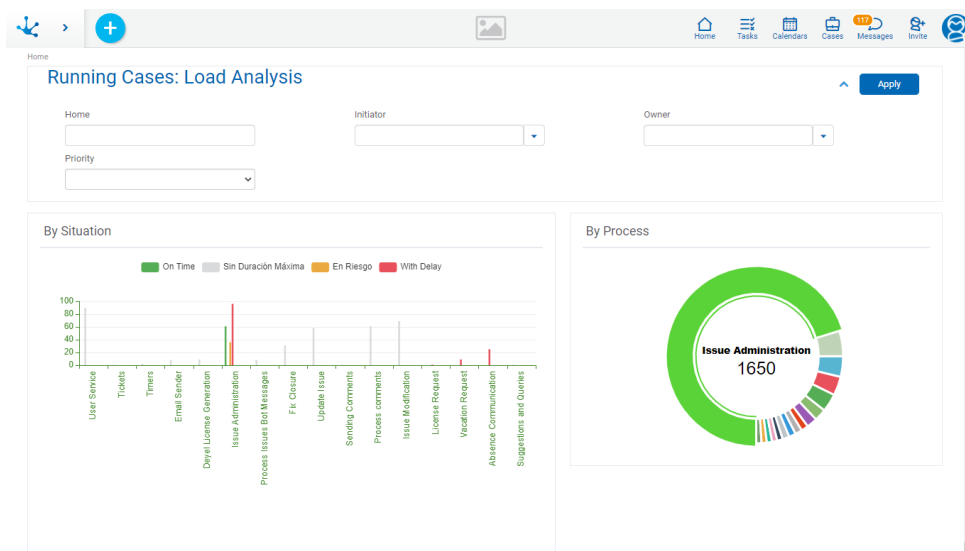 117
Home
Tasks
Calendars
Cases
Messages
Invite
Home
Running Cases: Load Analysis
Apply
Home
Initiator
Owner
Priority
By Situation
By Process
On Time
Sin Duración Máxima
En Riesgo
With Delay
100
80
60
40
20
0
User Service
Tickets
Timers
Email Sender
Deyel License Generation
Issue Administration
Process Issues Bot Messages
Fix Closure
Update Issue
Sending Comments
Process comments
Issue Modification
License Request
Vacation Request
Absence Communication
Suggestions and Queries
Issue Administration
1650